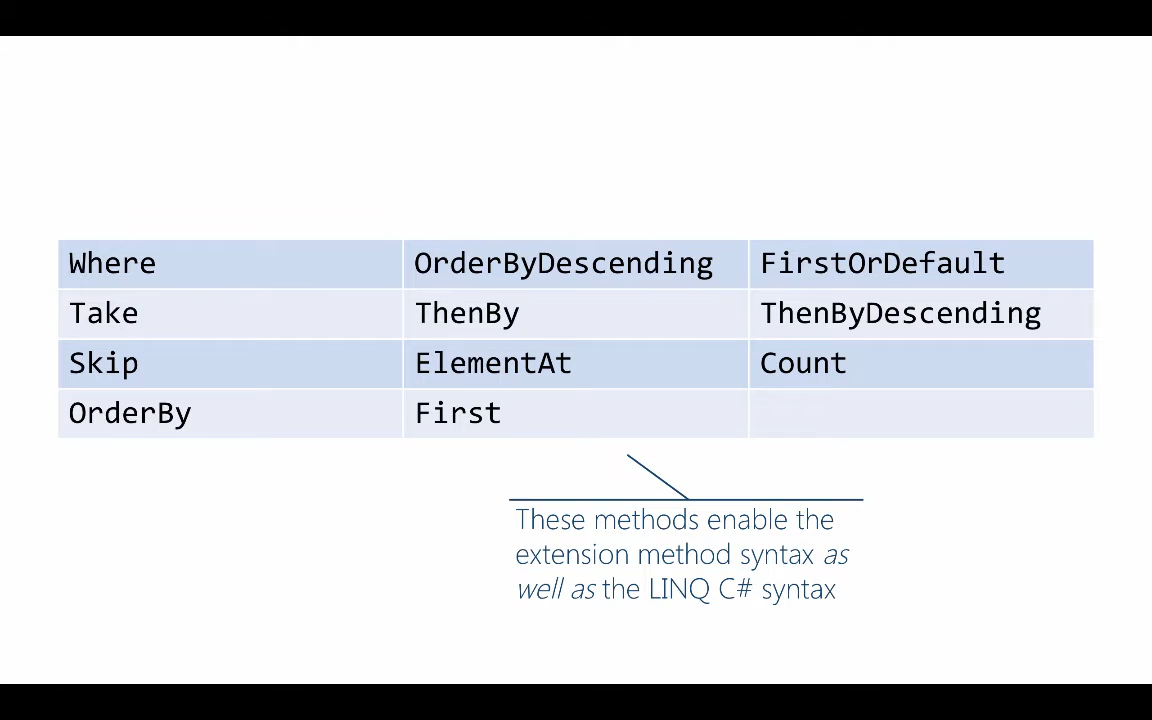 Where OrderByDescending FirstOrDefault
Take ThenBy ThenByDescending
Skip ElementAt Count
OrderBy First
These methods enable the
extension method syntax as
well as the LINQ C# syntax